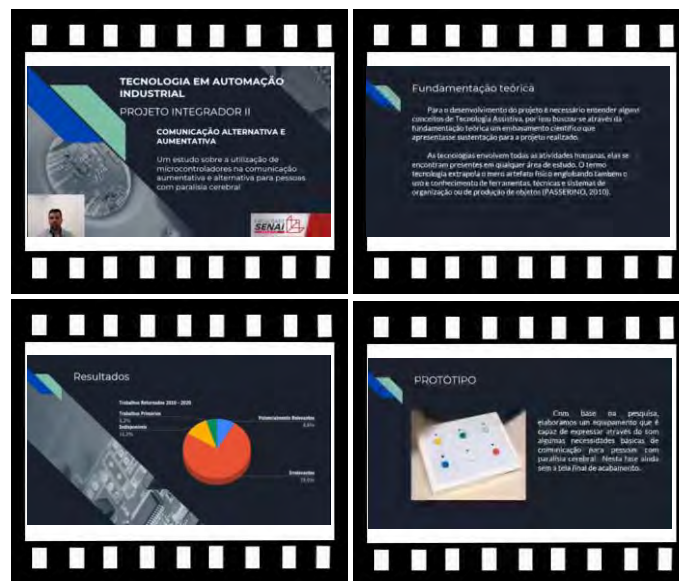 TECNOLOGIA EM AUTOMAÇÃO
INDUSTRIAL
PROJETO INTEGRADOR II
COMUNICAÇÃO ALTERNATIVA E
AUMENTATIVA
Um estudo sobre a utilização de
microcontroladores na comunicação
aumentativa e alternativa para pessoas
com paralisia cerebral
SENAI
Fundamentação teórica
Para o desenvolvimento do projeto é necessário entender alguns
conceitos de Tecnologia Assistiva, por isso buscou-se através da
fundamentação teórica um embasamento científico que
apresentasse sustentação para o projeto realizado.
As tecnologias envolvem todas as atividades humanas, elas se
encontram presentes em qualquer área de estudo. O termo
tecnologia extrapola o mero artefato físico englobando também o
uso e conhecimento de ferramentas, técnicas e sistemas de
organização ou de produção de objetos (PASSERINO, 2010).
Resultados
Trabalhos Retornados 2010 - 2020
Trabalhos Primários
Indisponíveis
Potencialmente Relevantes
PROTÓTIPO
Com base na pesquisa,
elaboramos um equipamento que é
capaz de expressar através do som
algumas necessidades básicas de
comunicação para pessoas com
paralisia cerebral. Nesta fase ainda
sem a tela final de acabamento.